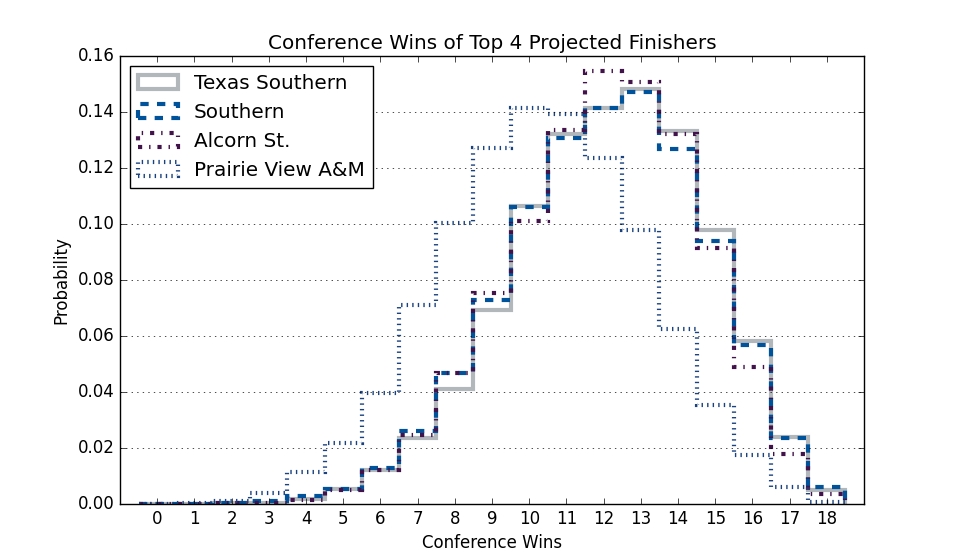 Conference Wins of Top 4 Projected Finishers
0.16
0.14
0.12
0.10
0.08
0.06
0.04
0.02
0.00
Probability
Texas Southern
Southern
Alcorn St.
Prairie View A&M
0 1 2 3 4 5 6 7 8 9 10 11 12 13 14 15 16 17 18
Conference Wins